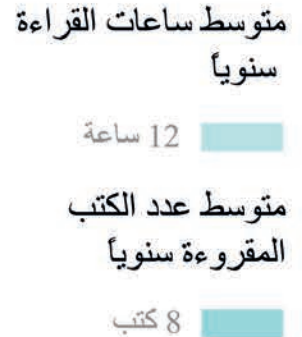 متوسط ساعات القراءة
سنوياً
12 ساعة
متوسط عدد الكتب
المقروءة سنوياً
8 كتب